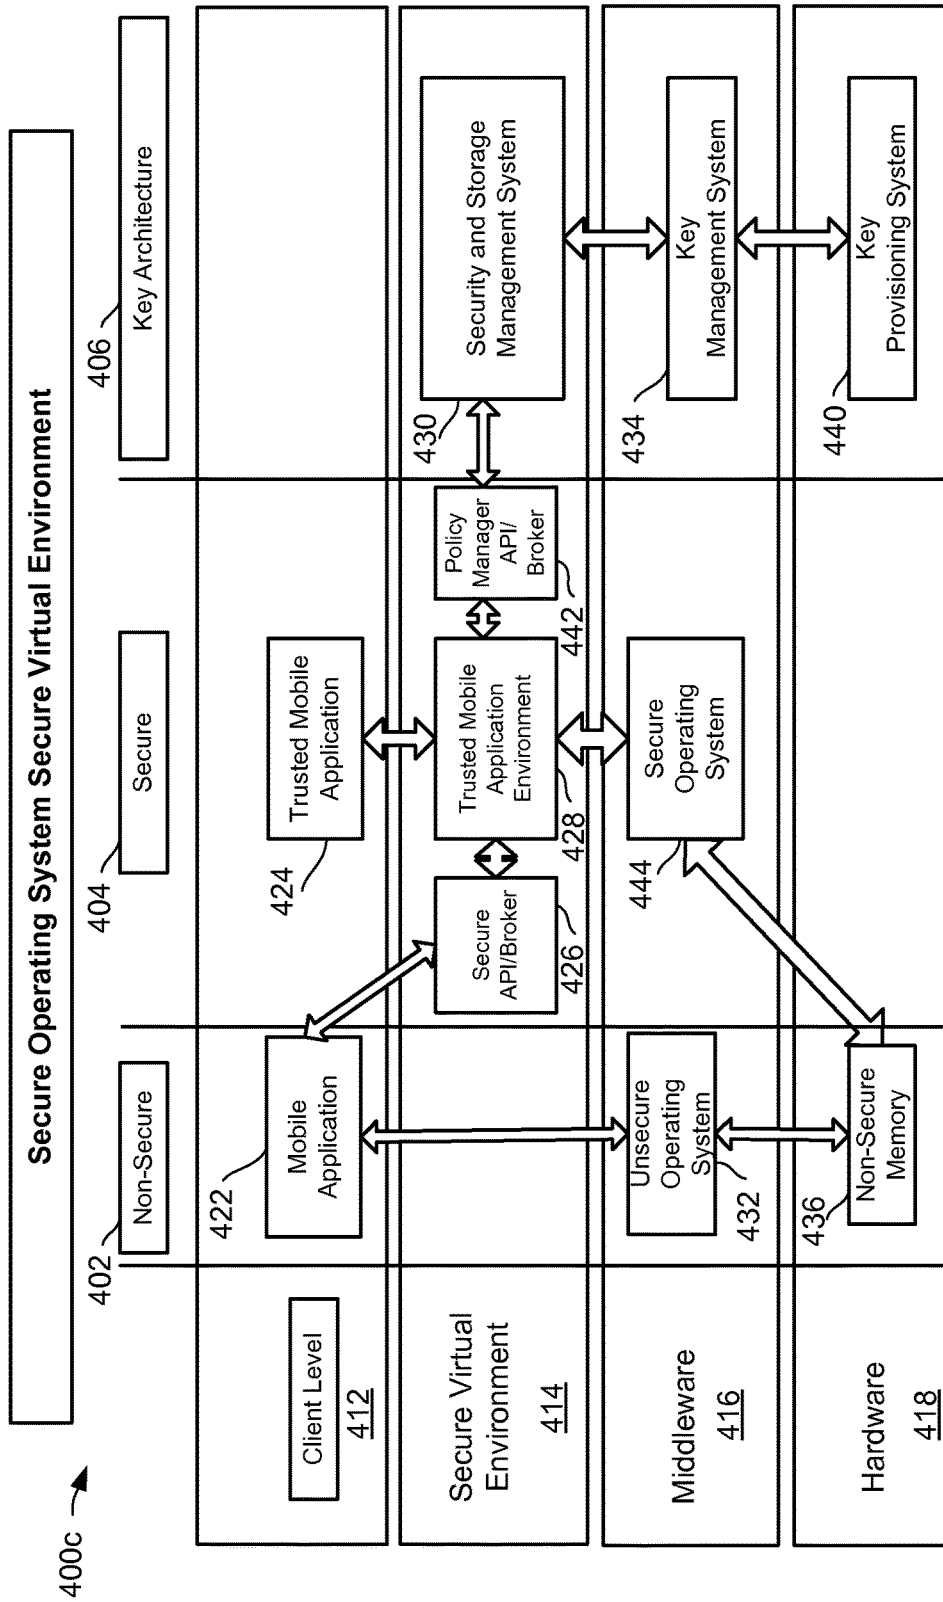 Secure Operating System Secure Virtual Environment
400c
402
Non-Secure
404
Secure
406
Key Architecture
Client Level
412
422
Mobile
Application
424
Trusted Mobile
Application
Secure Virtual
Environment
414
Secure
API/Broker
426
Trusted Mobile
Application
Environment
428
Policy
Manager
API/
Broker
442
430
Security and Storage
Management System
Middleware
416
Unsecure
Operating
System
432
444
Secure
Operating
System
434
Key
Management System
Hardware
418
436
Non-Secure
Memory
440
Key
Provisioning System